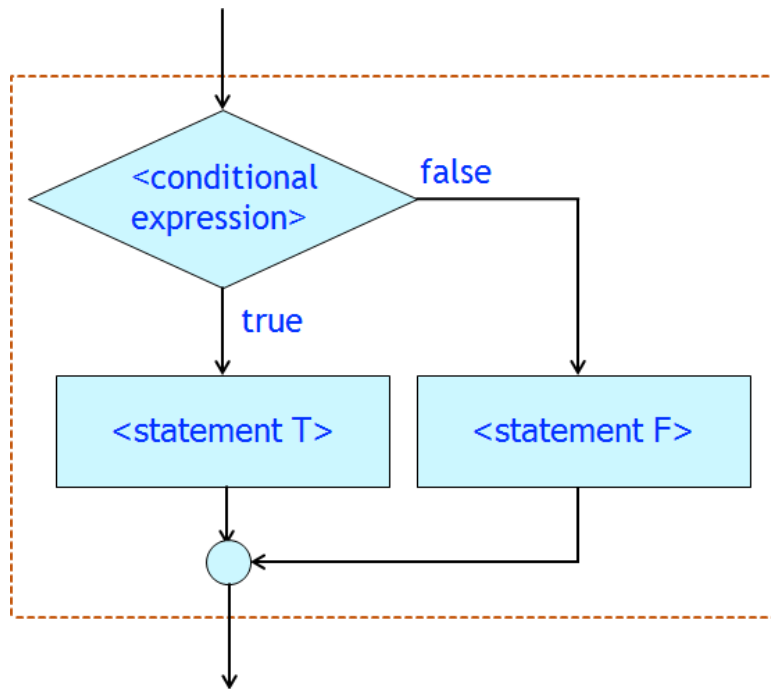 <conditional
expression>
false
true
<statement T>
<statement F>